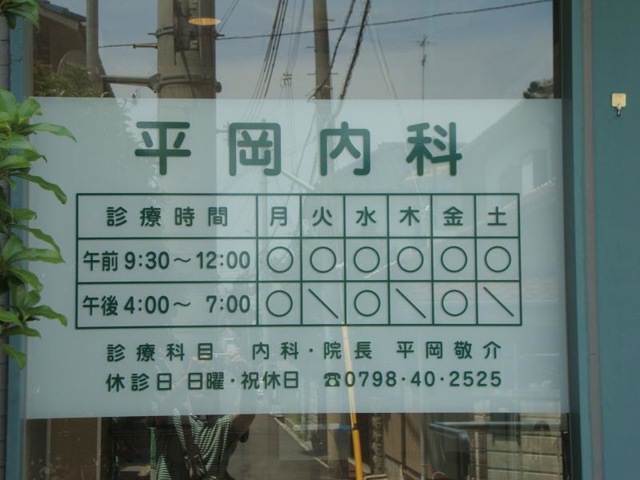 平岡内科
診療時間 月 火 水 木 金 土
午前 9:30～12:00 ○ ○ ○ ○ ○ ○
午後 4:00～ 7:00 ○ ＼ ○ ＼ ○ ＼
診療科目 内科・院長 平岡敬介
休診日 日曜・祝休日 ☎0798・40・2525